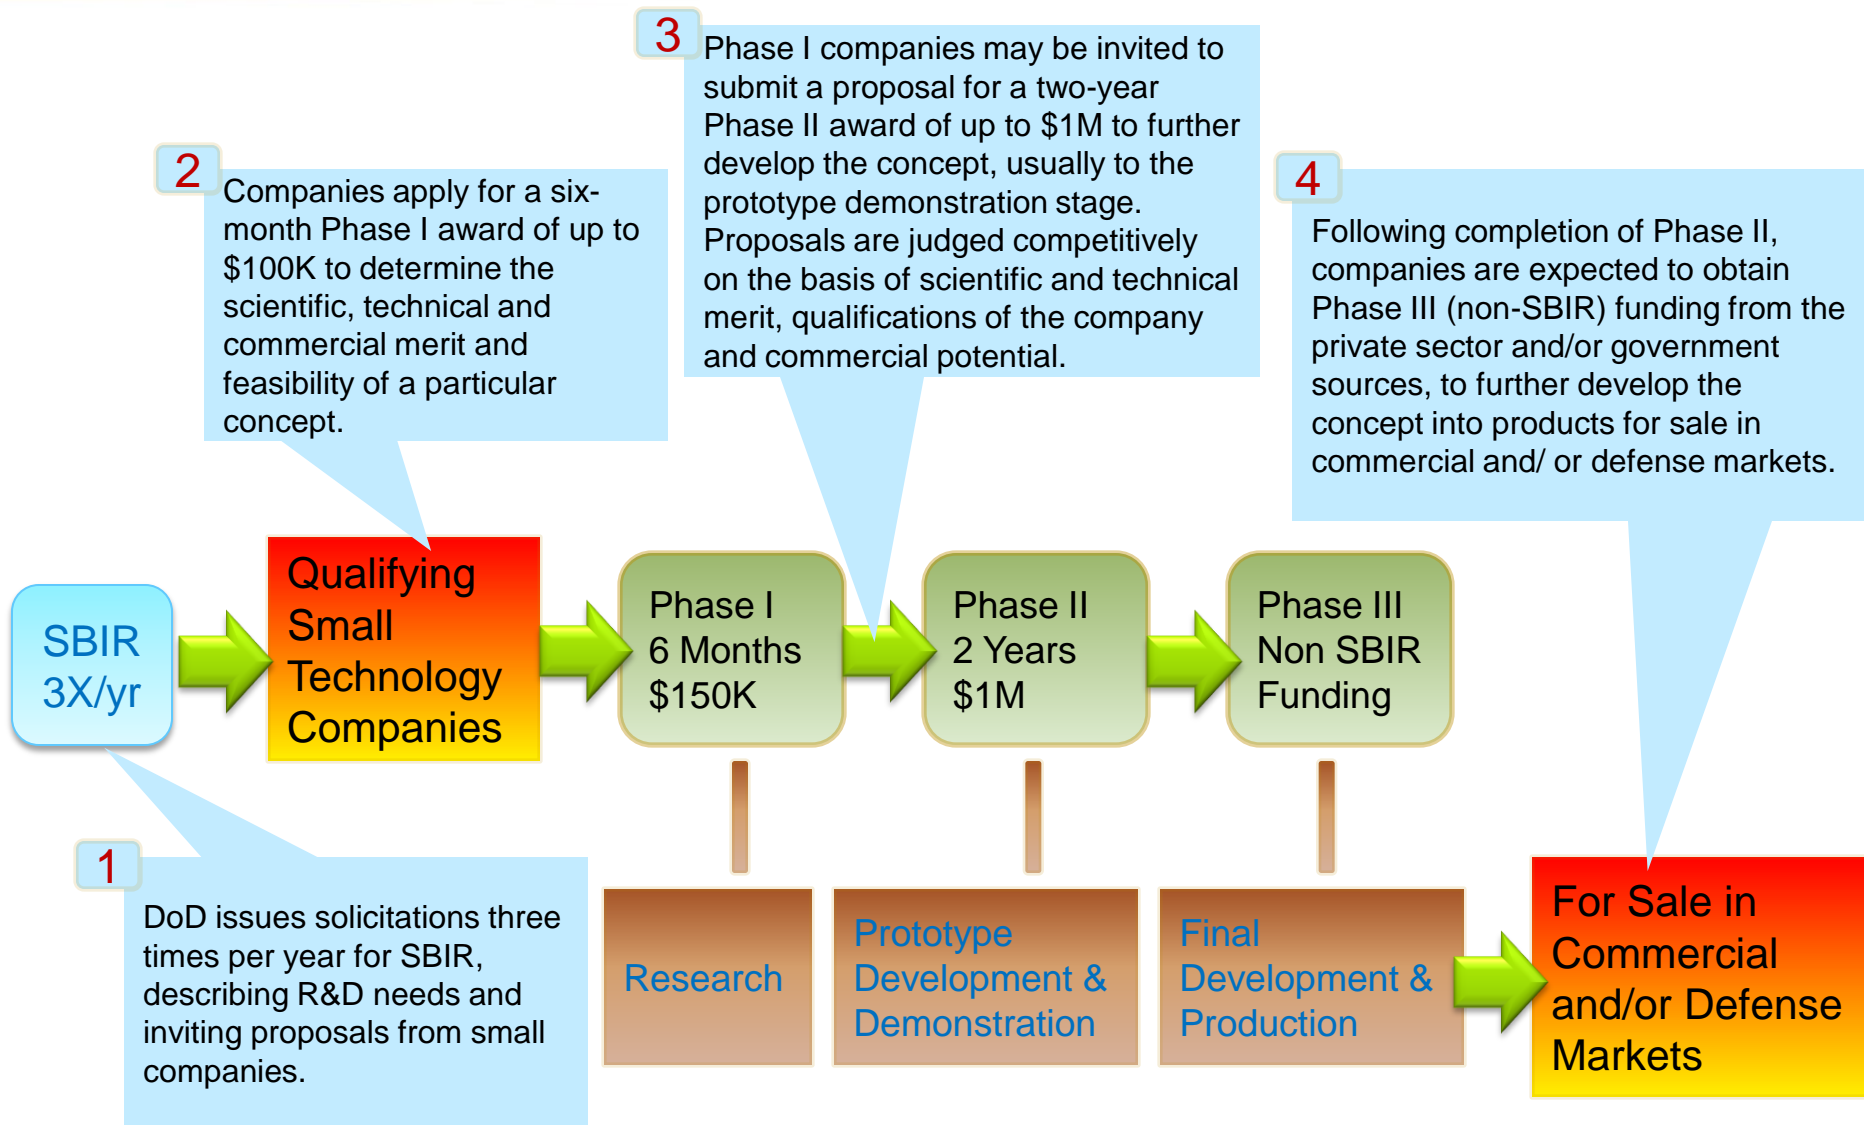 3
Phase I companies may be invited to
submit a proposal for a two-year
Phase II award of up to $1M to further
develop the concept, usually to the
prototype demonstration stage.
Proposals are judged competitively
on the basis of scientific and technical
merit, qualifications of the company
and commercial potential.
2
Companies apply for a six-
month Phase I award of up to
$100K to determine the
scientific, technical and
commercial merit and
feasibility of a particular
concept.
4
Following completion of Phase II,
companies are expected to obtain
Phase III (non-SBIR) funding from the
private sector and/or government
sources, to further develop the
concept into products for sale in
commercial and/ or defense markets.
SBIR
3X/yr
Qualifying
Small
Technology
Companies
Phase I
6 Months
$150K
Phase II
2 Years
$1M
Phase III
Non SBIR
Funding
1
DoD issues solicitations three
times per year for SBIR,
describing R&D needs and
inviting proposals from small
companies.
Research
Prototype
Development &
Demonstration
Final
Development &
Production
For Sale in
Commercial
and/or Defense
Markets